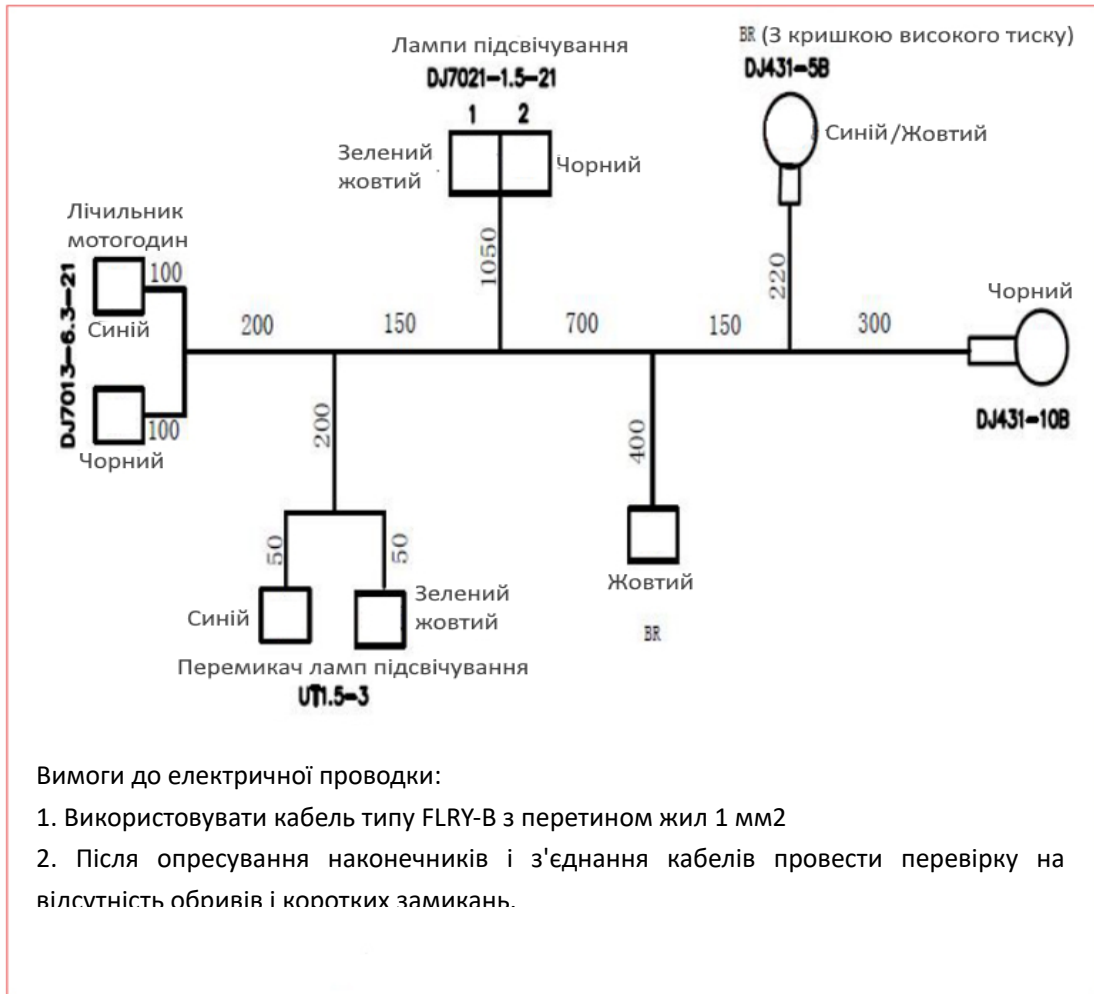 Лампи підсвічування
DJ7021-1.5-21
1 2
Зелений
жовтий
Чорний
BR (З кришкою високого тиску)
DJ431-5B
Синій/Жовтий
Лічильник
мотогодин
DJ7013-6.3-21
100
Синій
100
Чорний
200
150
1050
700
150
220
300
Чорний
DJ431-10B
200
50
50
Синій
Зелений
жовтий
Перемикач ламп підсвічування
UT1.5-3
400
Жовтий
BR
Вимоги до електричної проводки:
1. Використовувати кабель типу FLRY-B з перетином жил 1 мм2
2. Після опресування наконечників і з'єднання кабелів провести перевірку на
відсутність обривів і коротких замикань.